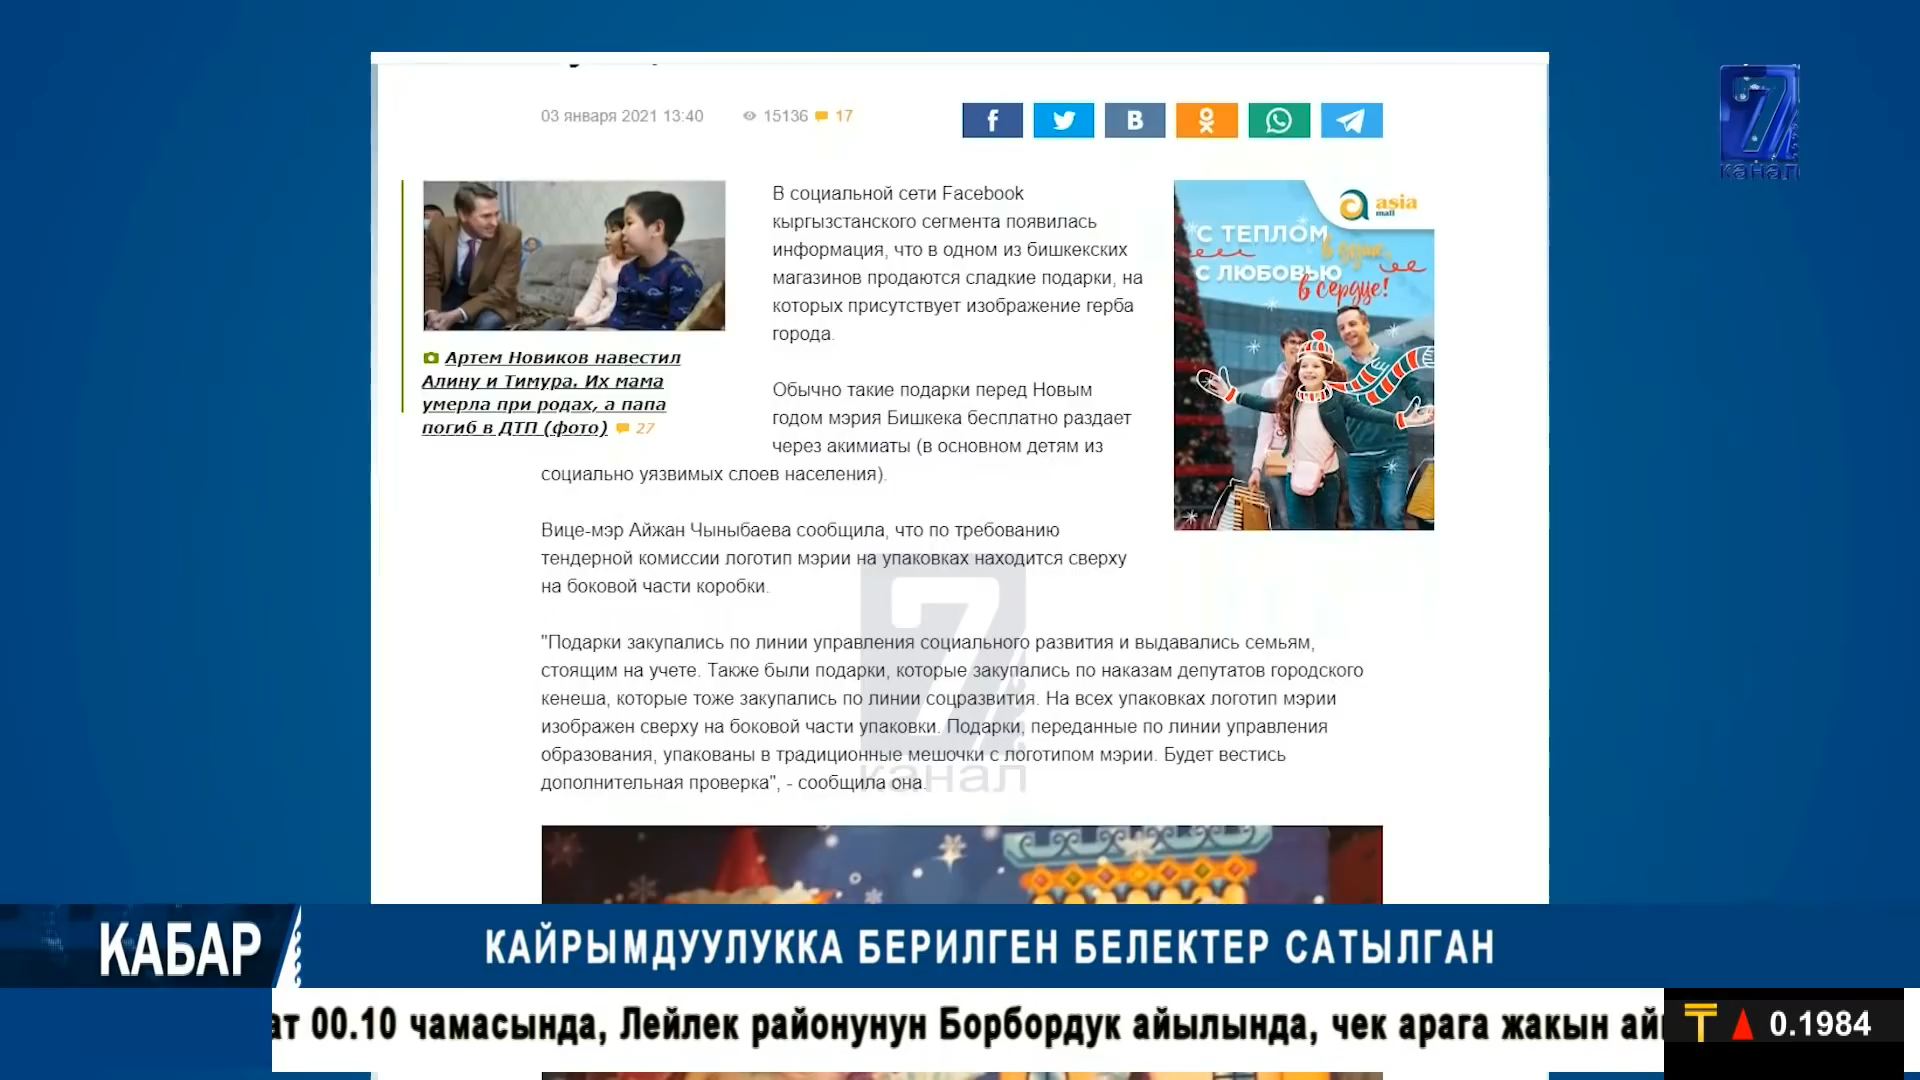 03 января 2021 13:40
15136
17
канал
Артем Новиков навестил
Алину и Тимура. Их мама
умерла при родах, а папа
погиб в ДТП (фото)
27
В социальной сети Facebook
кыргызстанского сегмента появилась
информация, что в одном из бишкекских
магазинов продаются сладкие подарки, на
которых присутствует изображение герба
города.
Обычно такие подарки перед Новым
годом мэрия Бишкека бесплатно раздает
через акимиаты (в основном детям из
социально уязвимых слоев населения).
asia
mall
С ТЕПЛОМ
в душе,
С ЛЮБОВЬЮ
в сердце!
Вице-мэр Айжан Чыныбаева сообщила, что по требованию
тендерной комиссии логотип мэрии на упаковках находится сверху
на боковой части коробки.
"Подарки закупались по линии управления социального развития и выдавались семьям,
стоящим на учете. Также были подарки, которые закупались по наказам депутатов городского
кенеша, которые тоже закупались по линии соцразвития. На всех упаковках логотип мэрии
изображен сверху на боковой части упаковки. Подарки, переданные по линии управления
образования, упакованы в традиционные мешочки с логотипом мэрии. Будет вестись
дополнительная проверка", - сообщила она.
7
канал
КАБАР
КАЙРЫМДУУЛУККА БЕРИЛГЕН БЕЛЕКТЕР САТЫЛГАН
ат 00.10 чамасында, Лейлек районунун Борбордук айылында, чек арага жакын ай
₸ ▲ 0.1984